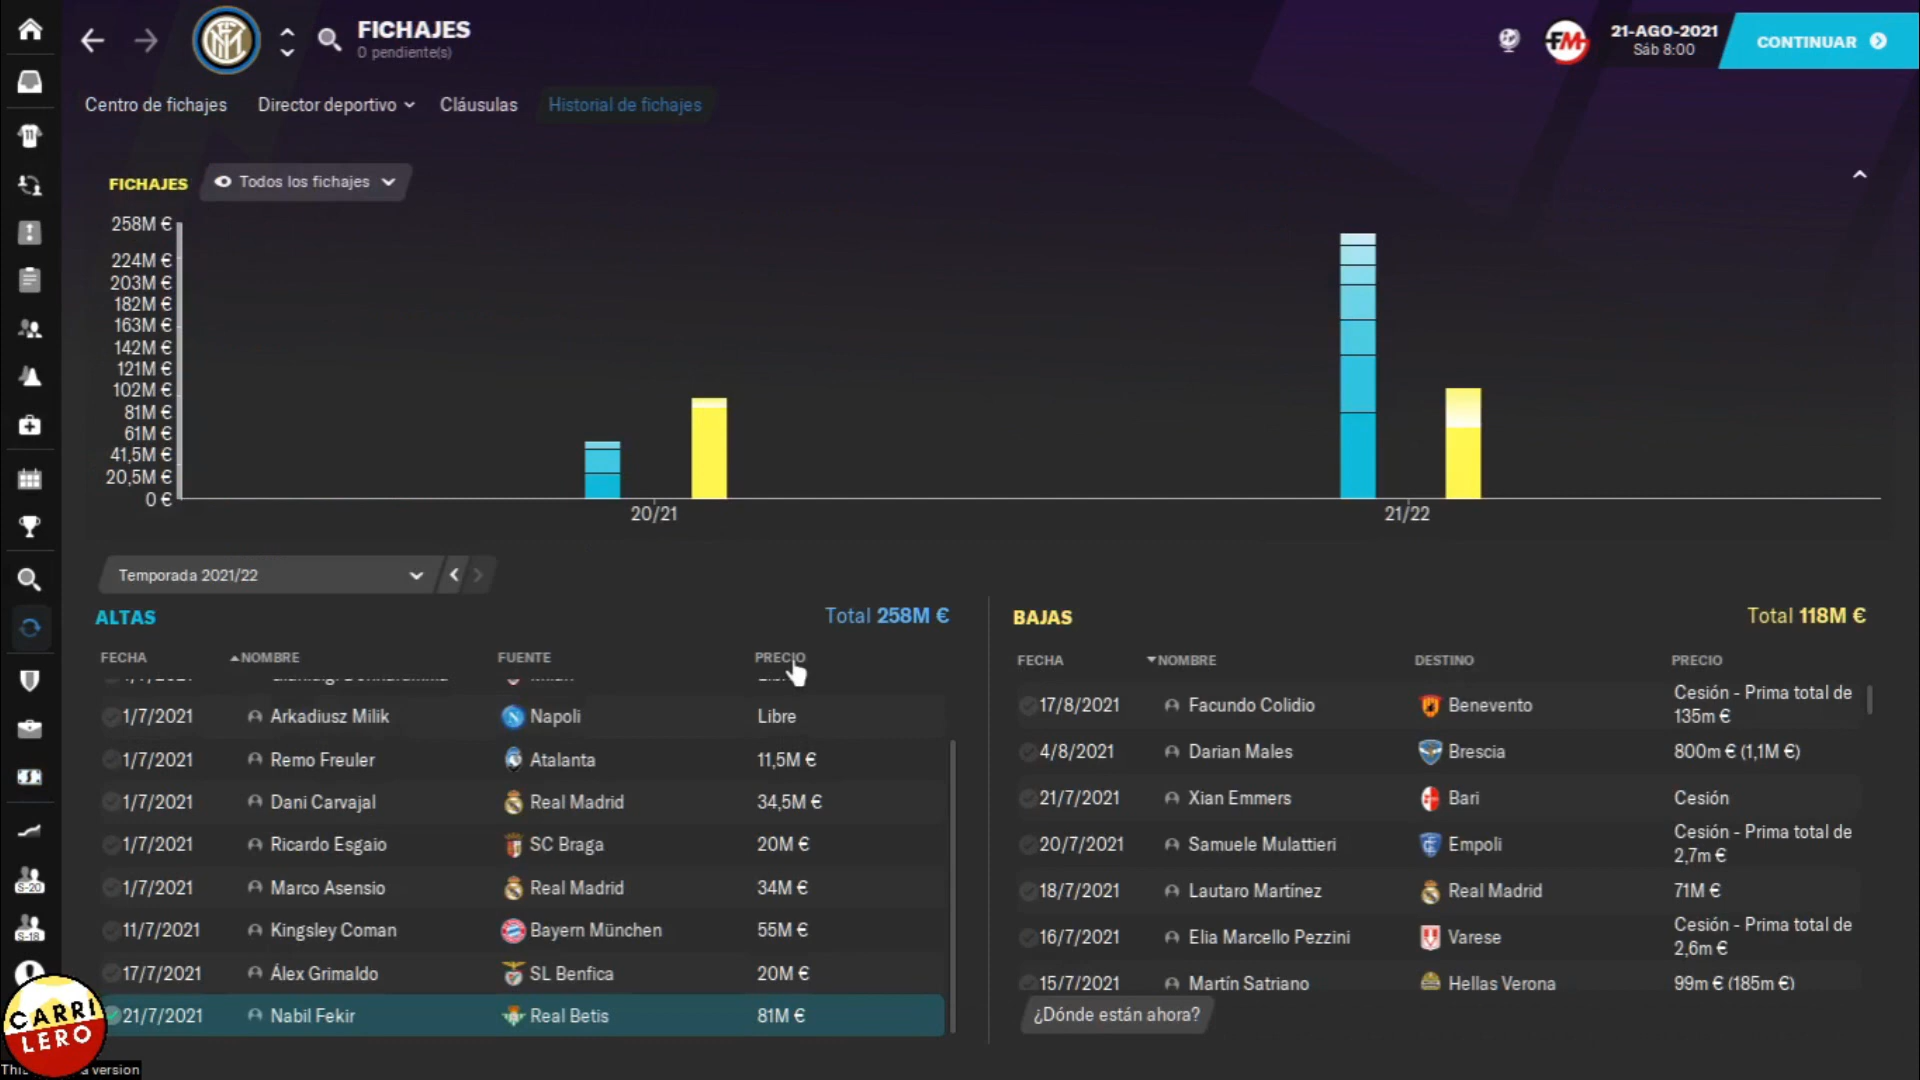 FICHAJES
0 pendiente(s)
21-AGO-2021
Sáb 8:00
CONTINUAR
Centro de fichajes
Director deportivo
Cláusulas
Historial de fichajes
FICHAJES
Todos los fichajes
258M €
224M €
203M €
182M €
163M €
142M €
121M €
102M €
81M €
61M €
41,5M €
20,5M €
0 €
20/21
21/22
Temporada 2021/22
ALTAS
Total 258M €
FECHA NOMBRE FUENTE PRECIO
1/7/2021 Arkadiusz Milik Napoli Libre
1/7/2021 Remo Freuler Atalanta 11,5M €
1/7/2021 Dani Carvajal Real Madrid 34,5M €
1/7/2021 Ricardo Esgaio SC Braga 20M €
1/7/2021 Marco Asensio Real Madrid 34M €
11/7/2021 Kingsley Coman Bayern München 55M €
17/7/2021 Álex Grimaldo SL Benfica 20M €
21/7/2021 Nabil Fekir Real Betis 81M €
BAJAS
Total 118M €
FECHA NOMBRE DESTINO PRECIO
17/8/2021 Facundo Colidio Benevento Cesión - Prima total de
135m €
4/8/2021 Darian Males Brescia 800m € (1,1M €)
21/7/2021 Xian Emmers Bari Cesión
20/7/2021 Samuele Mulattieri Empoli Cesión - Prima total de
2,7m €
18/7/2021 Lautaro Martínez Real Madrid 71M €
16/7/2021 Elia Marcello Pezzini Varese Cesión - Prima total de
2,6m €
15/7/2021 Martín Satriano Hellas Verona 99m € (185m €)
¿Dónde están ahora?
S-20
S-18
FM
11
CARRI
LERO
version